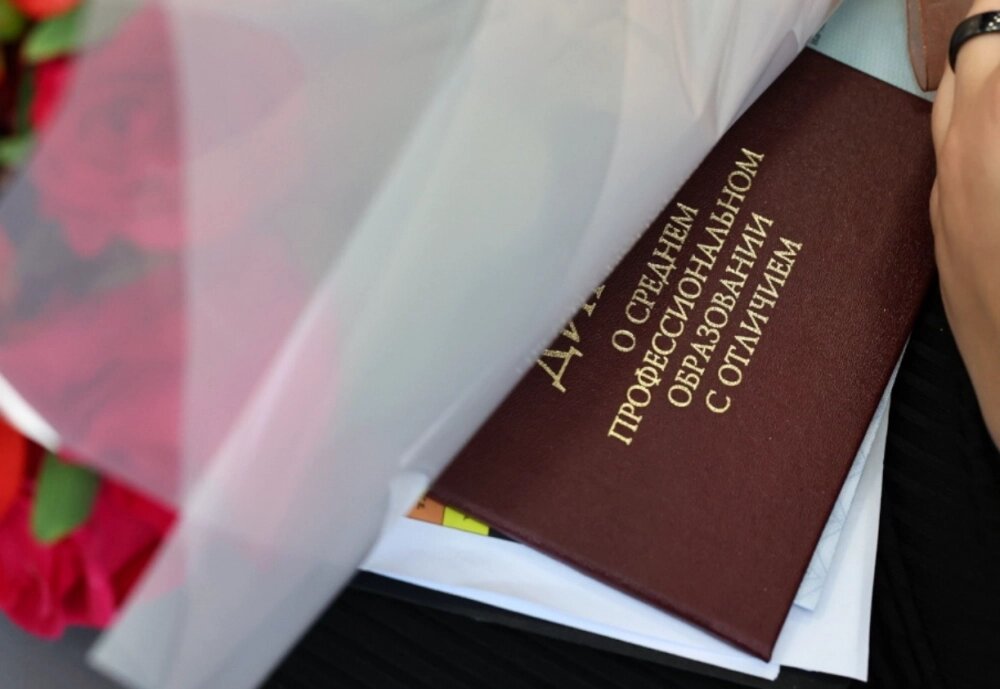 О СРЕДНЕМ
ПРОФЕССИОНАЛЬНОМ
ОБРАЗОВАНИИ
С ОТЛИЧИЕМ